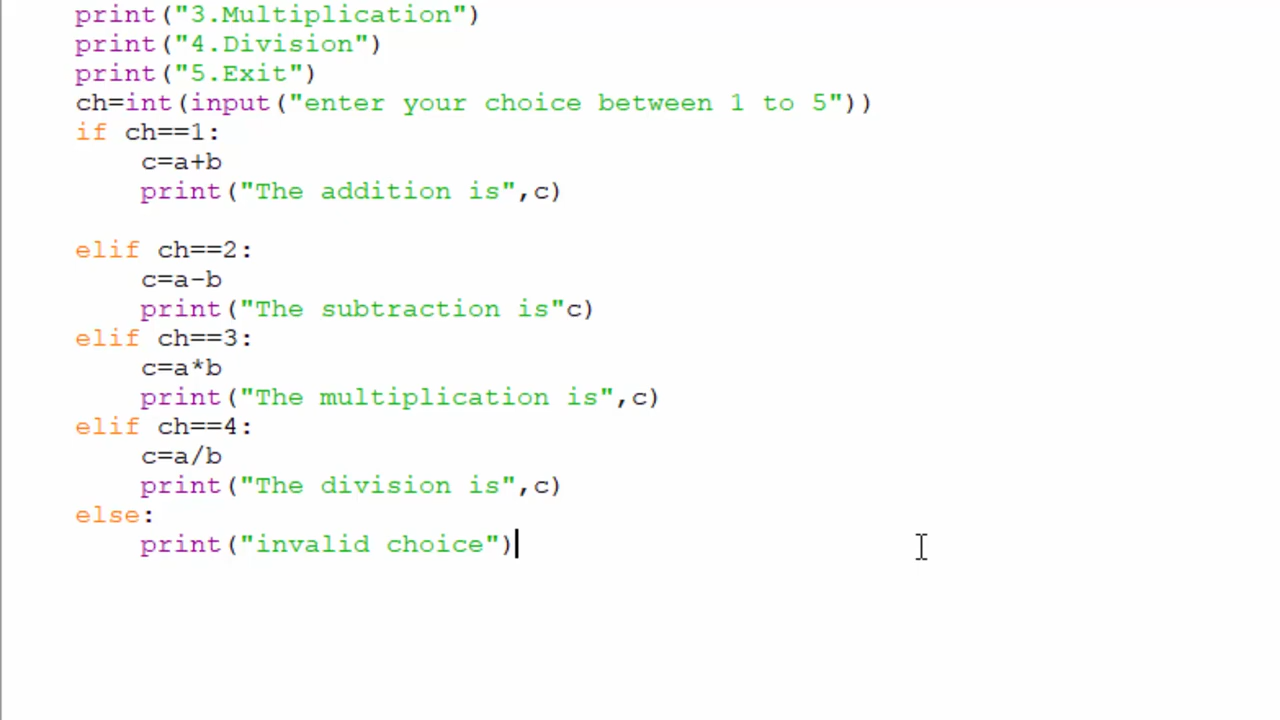 print("3.Multiplication")
print("4.Division")
print("5.Exit")
ch=int(input("enter your choice between 1 to 5"))
if ch==1:
    c=a+b
    print("The addition is",c)

elif ch==2:
    c=a-b
    print("The subtraction is"c)
elif ch==3:
    c=a*b
    print("The multiplication is",c)
elif ch==4:
    c=a/b
    print("The division is",c)
else:
    print("invalid choice")